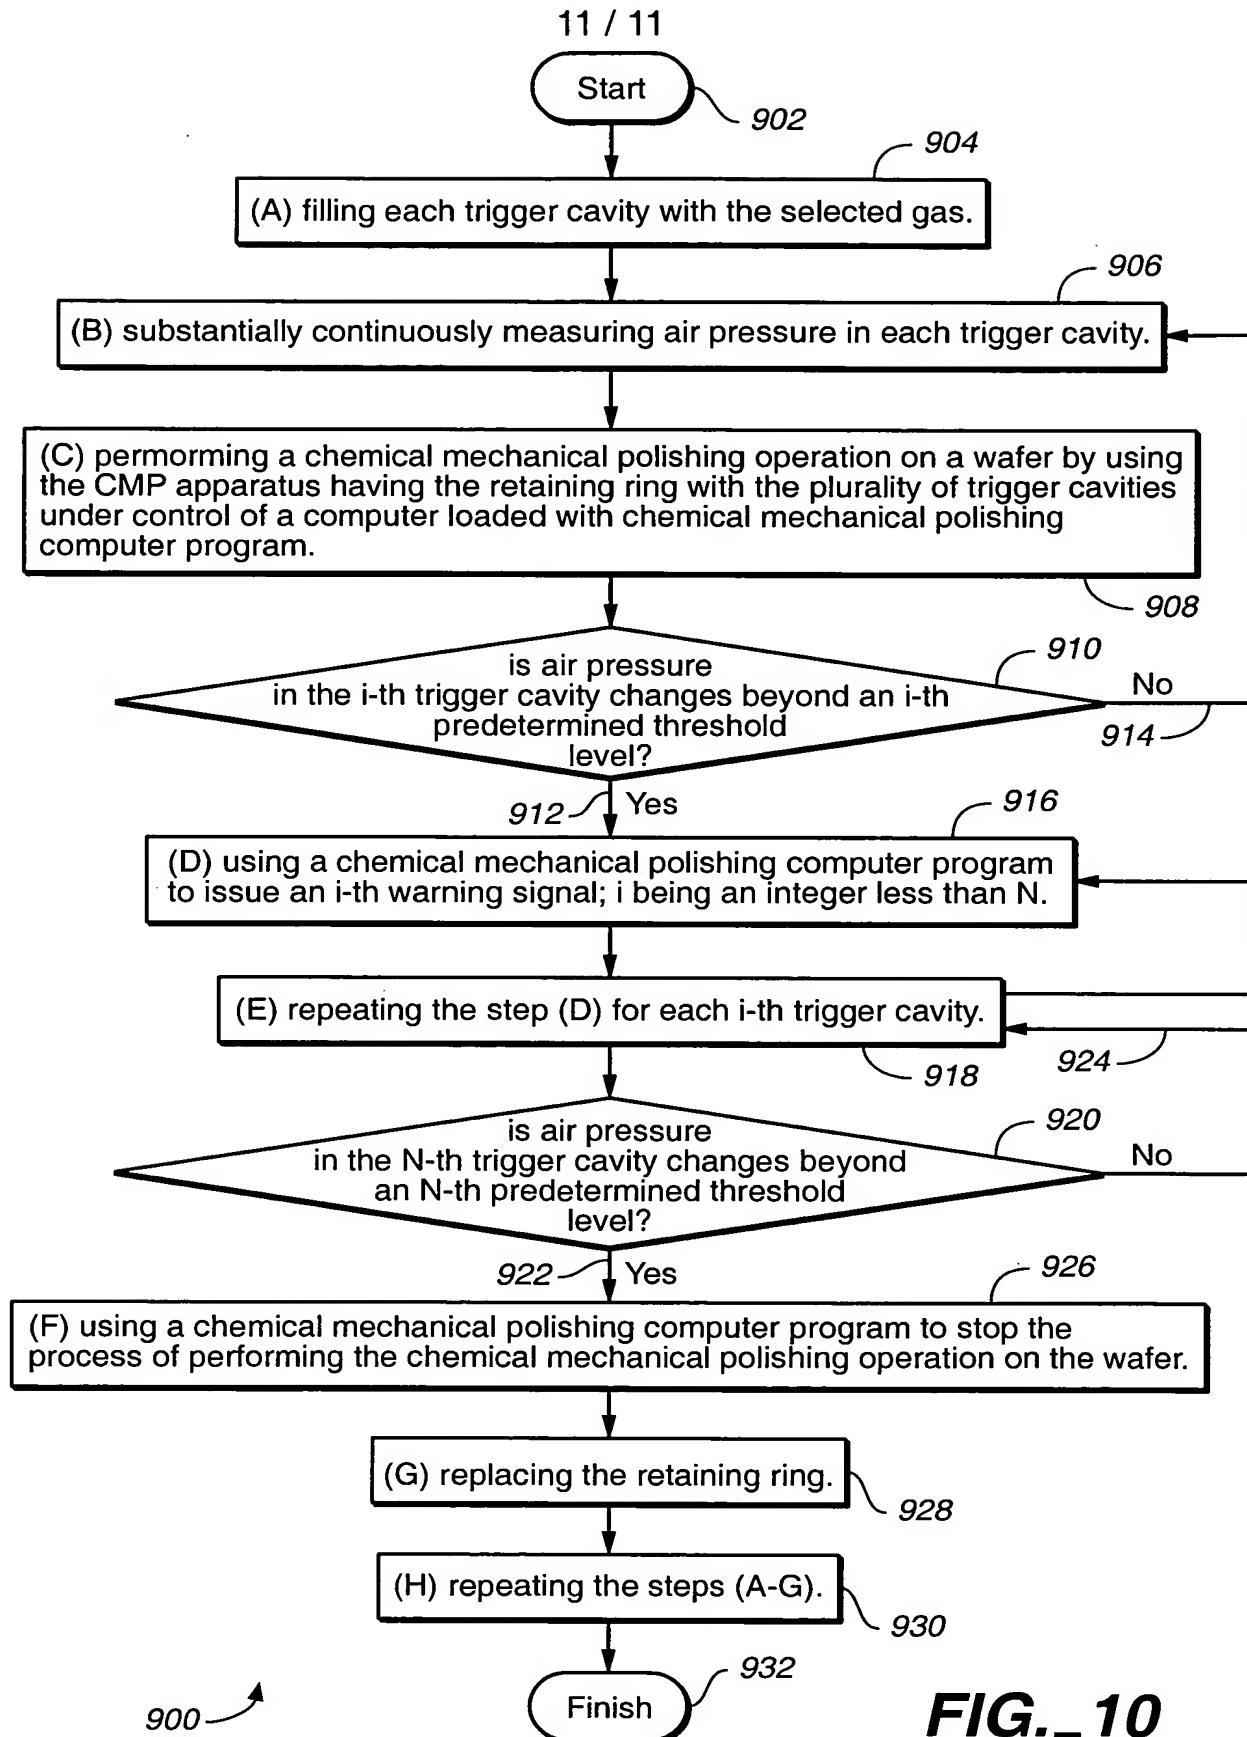 11 / 11
Start
902
904
(A) filling each trigger cavity with the selected gas.
906
(B) substantially continuously measuring air pressure in each trigger cavity.
(C) permorming a chemical mechanical polishing operation on a wafer by using
the CMP apparatus having the retaining ring with the plurality of trigger cavities
under control of a computer loaded with chemical mechanical polishing
computer program.
908
910
is air pressure
in the i-th trigger cavity changes beyond an i-th
predetermined threshold
level?
No
914
912
Yes
916
(D) using a chemical mechanical polishing computer program
to issue an i-th warning signal; i being an integer less than N.
(E) repeating the step (D) for each i-th trigger cavity.
924
918
920
is air pressure
in the N-th trigger cavity changes beyond
an N-th predetermined threshold
level?
No
922
Yes
926
(F) using a chemical mechanical polishing computer program to stop the
process of performing the chemical mechanical polishing operation on the wafer.
(G) replacing the retaining ring.
928
(H) repeating the steps (A-G).
930
932
Finish
900
FIG._10